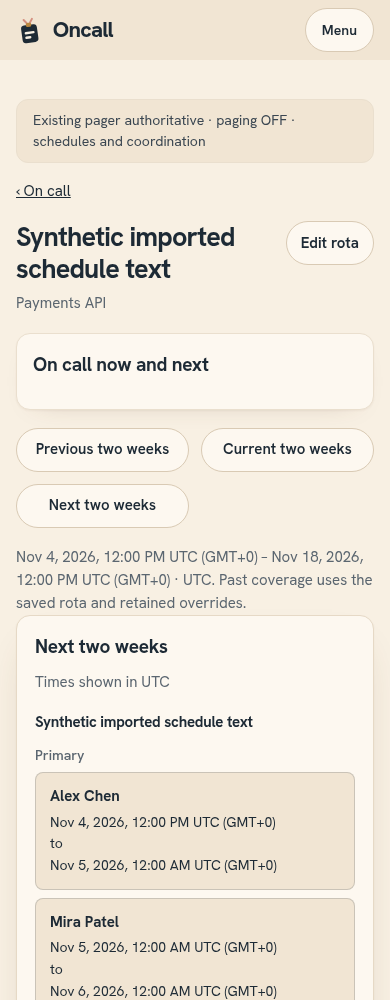 Oncall
Menu
Existing pager authoritative · paging OFF ·
schedules and coordination
‹ On call
Synthetic imported
schedule text
Edit rota
Payments API
On call now and next
Previous two weeks
Current two weeks
Next two weeks
Nov 4, 2026, 12:00 PM UTC (GMT+0) – Nov 18, 2026,
12:00 PM UTC (GMT+0) · UTC. Past coverage uses the
saved rota and retained overrides.
Next two weeks
Times shown in UTC
Synthetic imported schedule text
Primary
Alex Chen
Nov 4, 2026, 12:00 PM UTC (GMT+0)
to
Nov 5, 2026, 12:00 AM UTC (GMT+0)
Mira Patel
Nov 5, 2026, 12:00 AM UTC (GMT+0)
to
Nov 6, 2026, 12:00 AM UTC (GMT+0)